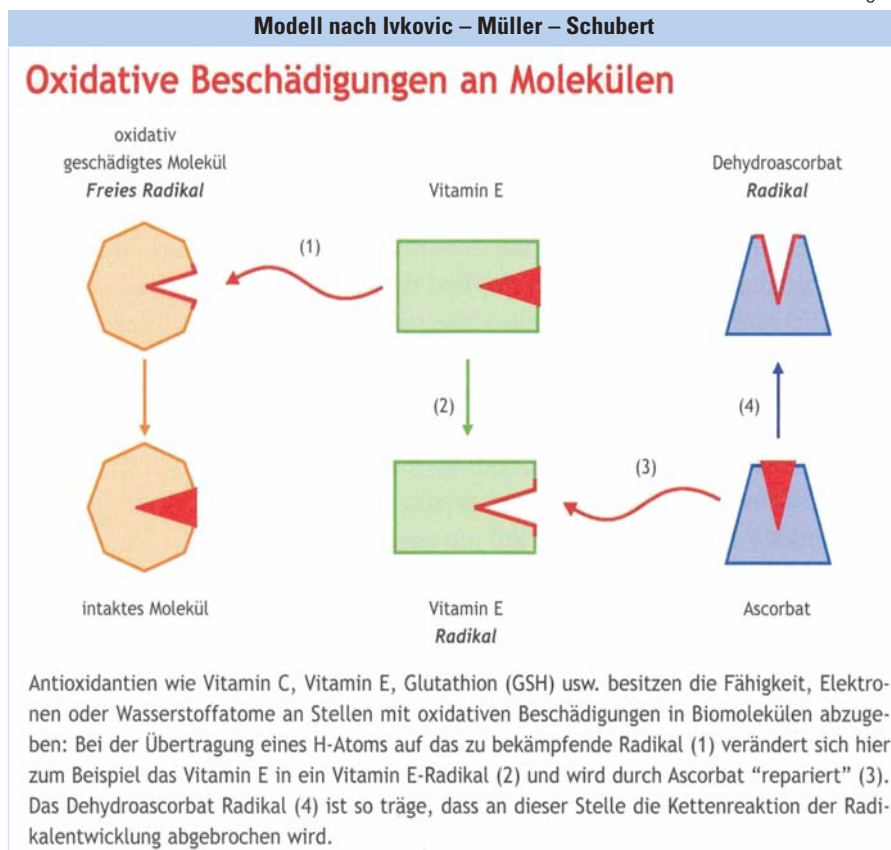 Modell nach Ivkovic – Müller – Schubert
Oxidative Beschädigungen an Molekülen
oxidativ
geschädigtes Molekül
Freies Radikal
Vitamin E
Dehydroascorbat
Radikal
(1)
(2)
(4)
(3)
intaktes Molekül
Vitamin E
Radikal
Ascorbat
Antioxidantien wie Vitamin C, Vitamin E, Glutathion (GSH) usw. besitzen die Fähigkeit, Elektro-
nen oder Wasserstoffatome an Stellen mit oxidativen Beschädigungen in Biomolekülen abzuge-
ben: Bei der Übertragung eines H-Atoms auf das zu bekämpfende Radikal (1) verändert sich hier
zum Beispiel das Vitamin E in ein Vitamin E-Radikal (2) und wird durch Ascorbat “repariert” (3).
Das Dehydroascorbat Radikal (4) ist so träge, dass an dieser Stelle die Kettenreaktion der Radi-
kalentwicklung abgebrochen wird.